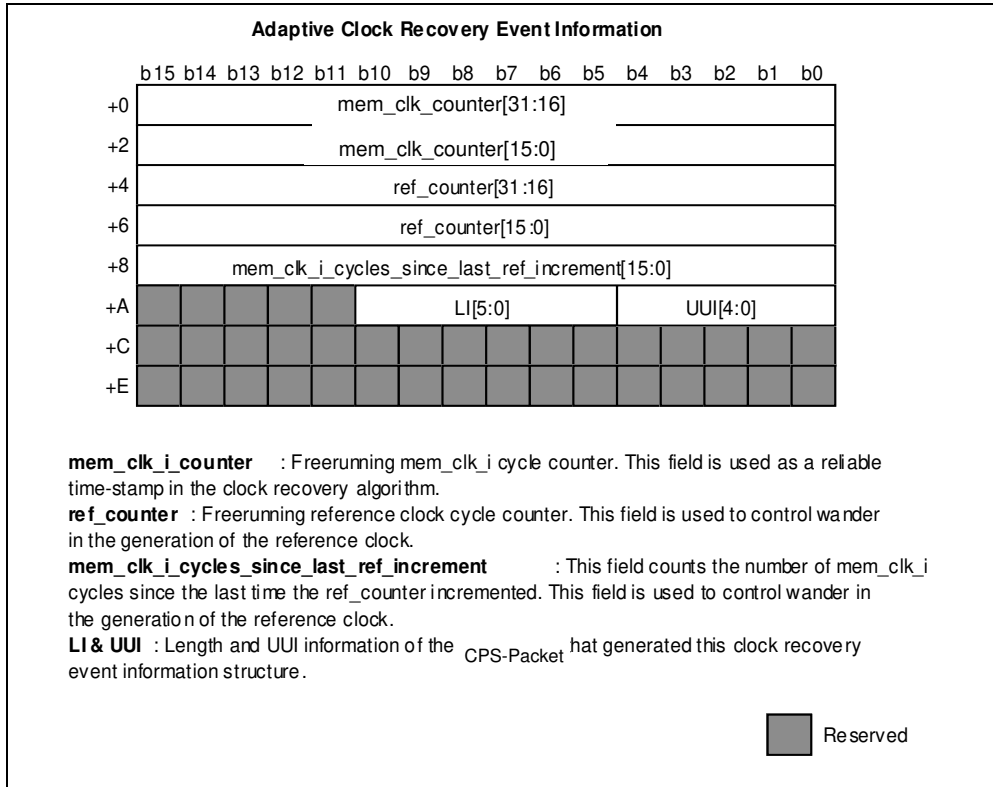 Adaptive Clock Recovery Event Information
b15 b14 b13 b12 b11 b10 b9 b8 b7 b6 b5 b4 b3 b2 b1 b0
+0 mem_clk_counter[31:16]
+2 mem_clk_counter[15:0]
+4 ref_counter[31:16]
+6 ref_counter[15:0]
+8 mem_clk_i_cycles_since_last_ref_increment[15:0]
+A LI[5:0] UUI[4:0]
+C
+E
mem_clk_i_counter : Freerunning mem_clk_i cycle counter. This field is used as a reliable
time-stamp in the clock recovery algorithm.
ref_counter : Freerunning reference clock cycle counter. This field is used to control wander
in the generation of the reference clock.
mem_clk_i_cycles_since_last_ref_increment : This field counts the number of mem_clk_i
cycles since the last time the ref_counter incremented. This field is used to control wander in
the generation of the reference clock.
LI & UUI : Length and UUI information of the CPS-Packet hat generated this clock recovery
event information structure.
Reserved